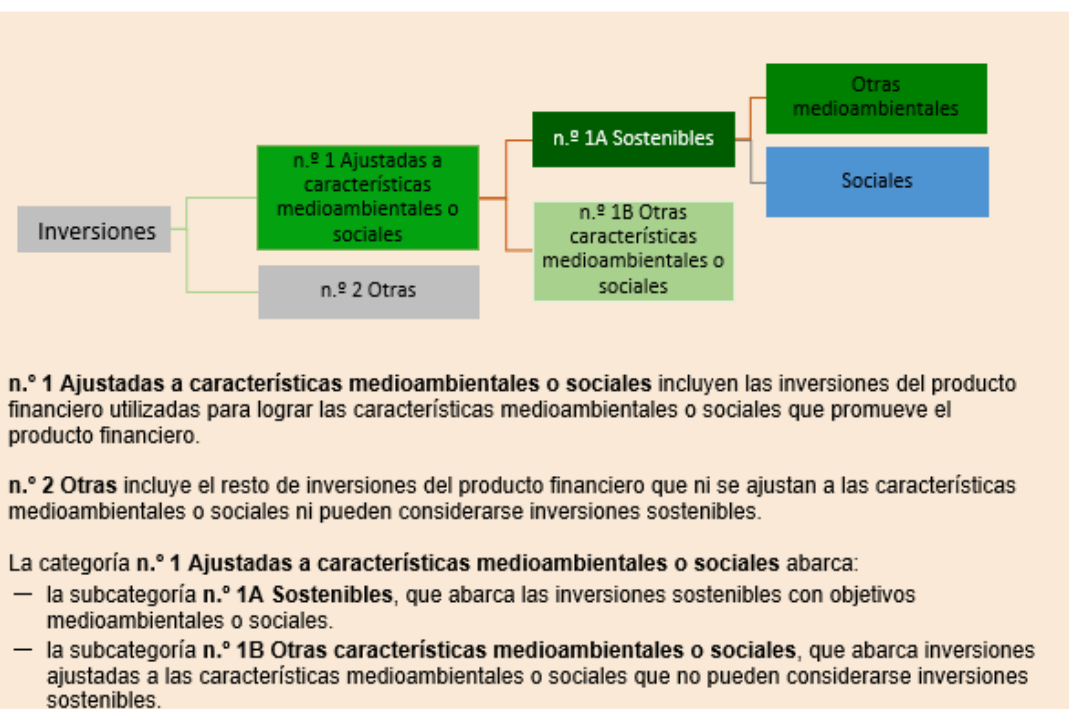 Otras
medioambientales
n.º 1A Sostenibles
n.º 1 Ajustadas a
características
medioambientales o
sociales
Sociales
Inversiones
n.º 1B Otras
características
medioambientales o
sociales
n.º 2 Otras
n.º 1 Ajustadas a características medioambientales o sociales incluyen las inversiones del producto
financiero utilizadas para lograr las características medioambientales o sociales que promueve el
producto financiero.
n.º 2 Otras incluye el resto de inversiones del producto financiero que ni se ajustan a las características
medioambientales o sociales ni pueden considerarse inversiones sostenibles.
La categoría n.º 1 Ajustadas a características medioambientales o sociales abarca:
— la subcategoría n.º 1A Sostenibles, que abarca las inversiones sostenibles con objetivos
medioambientales o sociales.
— la subcategoría n.º 1B Otras características medioambientales o sociales, que abarca inversiones
ajustadas a las características medioambientales o sociales que no pueden considerarse inversiones
sostenibles.